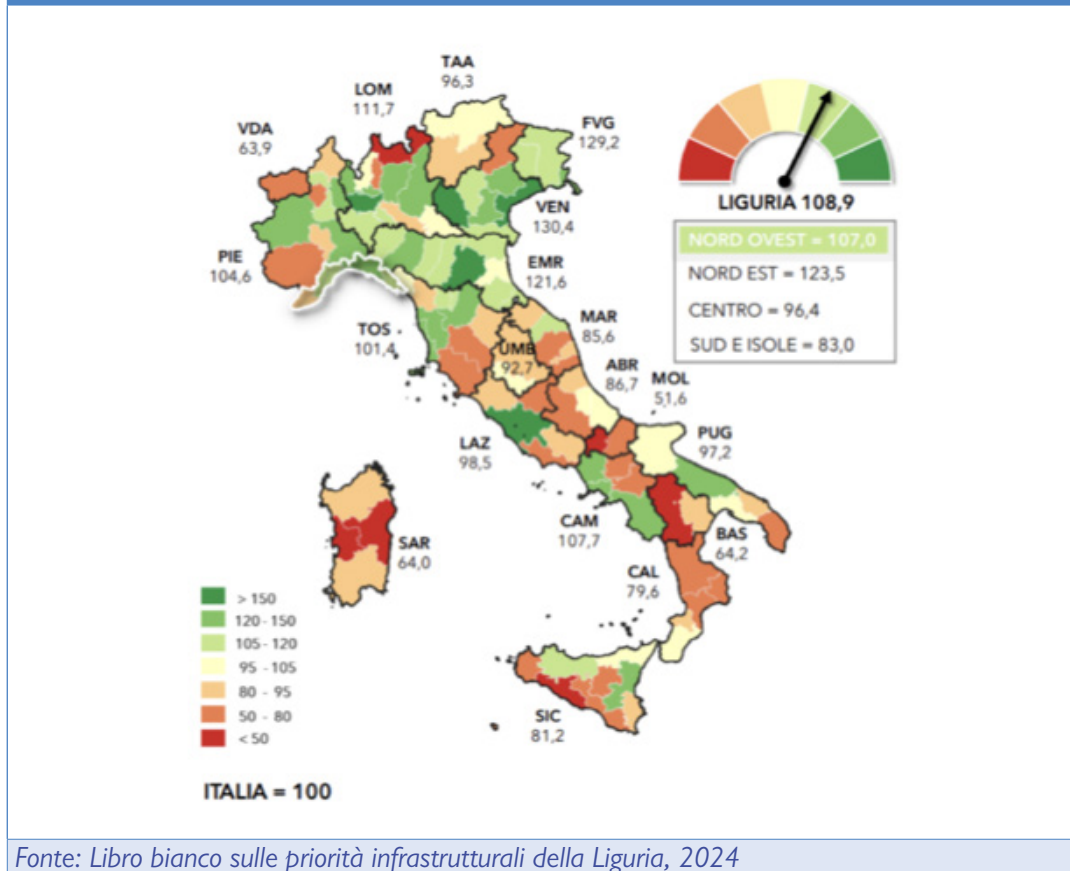 TAA
96,3
LOM
111,7
VDA
63,9
FVG
129,2
VEN
130,4
PIE
104,6
EMR
121,6
TOS
101,4
MAR
85,6
UMB
92,7
ABR
86,7
MOL
51,6
LAZ
98,5
PUG
97,2
CAM
107,7
BAS
64,2
SAR
64,0
CAL
79,6
SIC
81,2
LIGURIA 108,9
NORD OVEST = 107,0
NORD EST = 123,5
CENTRO = 96,4
SUD E ISOLE = 83,0
> 150
120 - 150
105 - 120
95 - 105
80 - 95
50 - 80
< 50
ITALIA = 100
Fonte: Libro bianco sulle priorità infrastrutturali della Liguria, 2024